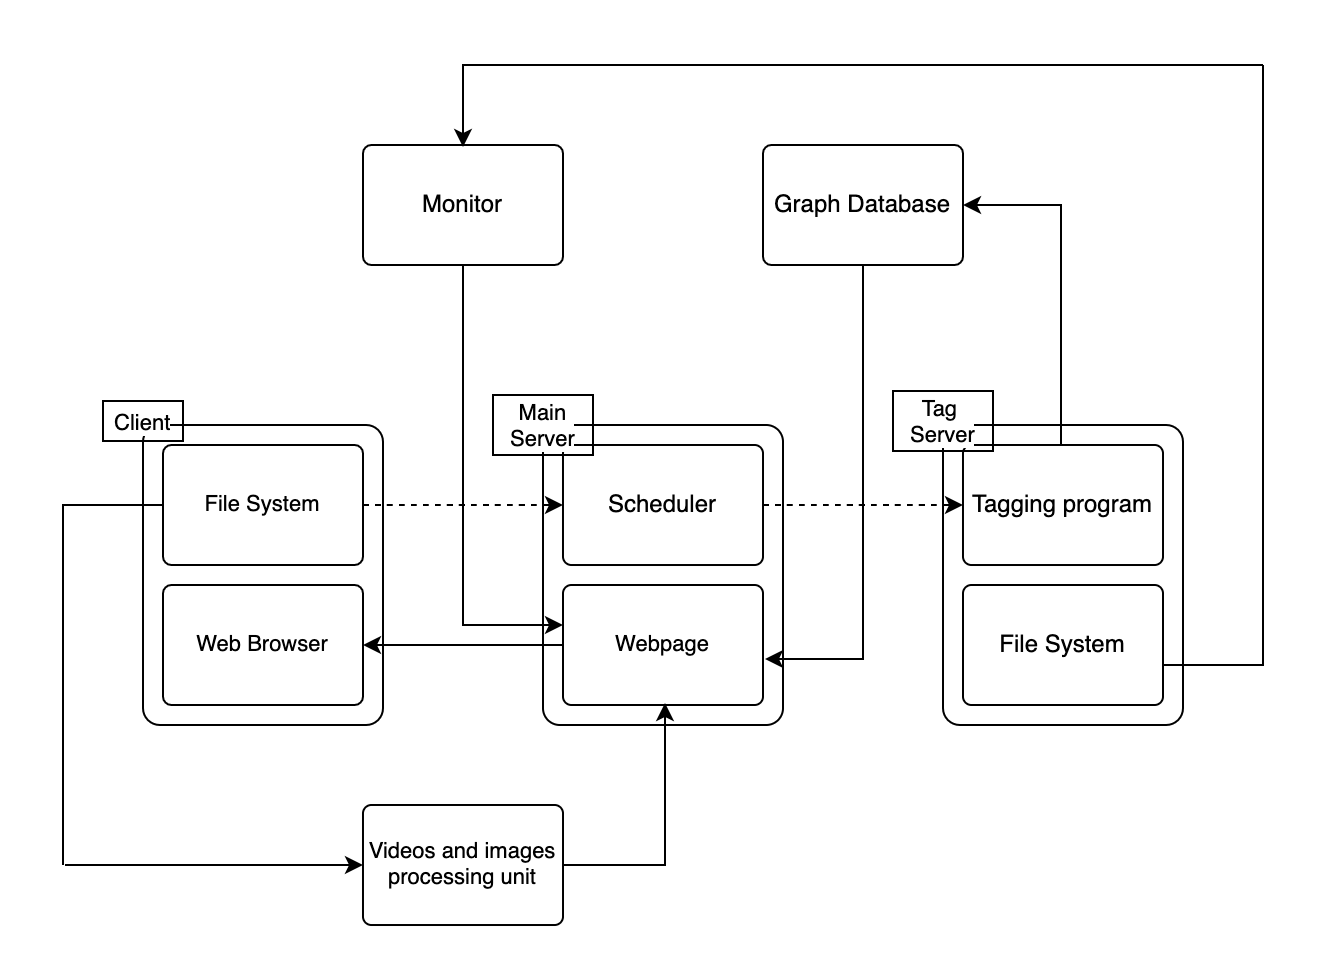 Monitor
Graph Database
Client
Main
Server
Tag
Server
File System
Scheduler
Tagging program
Web Browser
Webpage
File System
Videos and images
processing unit